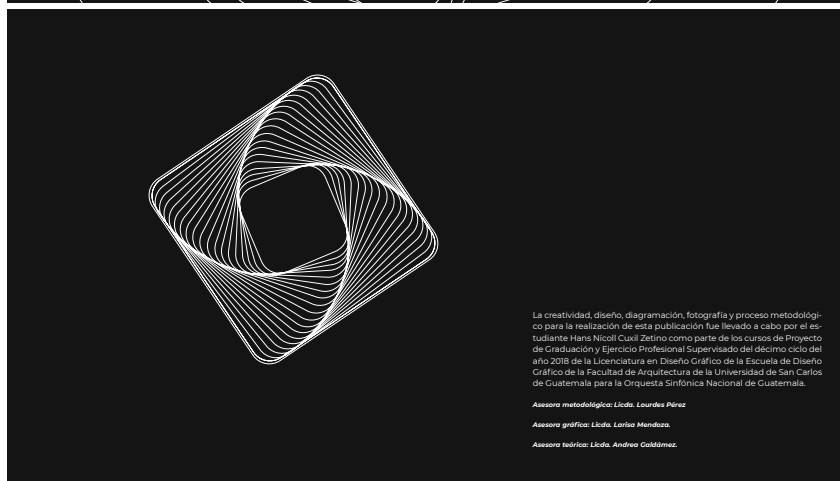 La creatividad, diseño, diagramación, fotografía y proceso metodológi-
co para la realización de esta publicación fue llevado a cabo por el es-
tudiante Hans Nícoll Cuxil Zetino como parte de los cursos de Proyecto
de Graduación y Ejercicio Profesional Supervisado del décimo ciclo del
año 2018 de la Licenciatura en Diseño Gráfico de la Escuela de Diseño
Gráfico de la Facultad de Arquitectura de la Universidad de San Carlos
de Guatemala para la Orquesta Sinfónica Nacional de Guatemala.
Asesora metodológica: Licda. Lourdes Pérez
Asesora gráfica: Licda. Larisa Mendoza.
Asesora teórica: Licda. Andrea Galdámez.